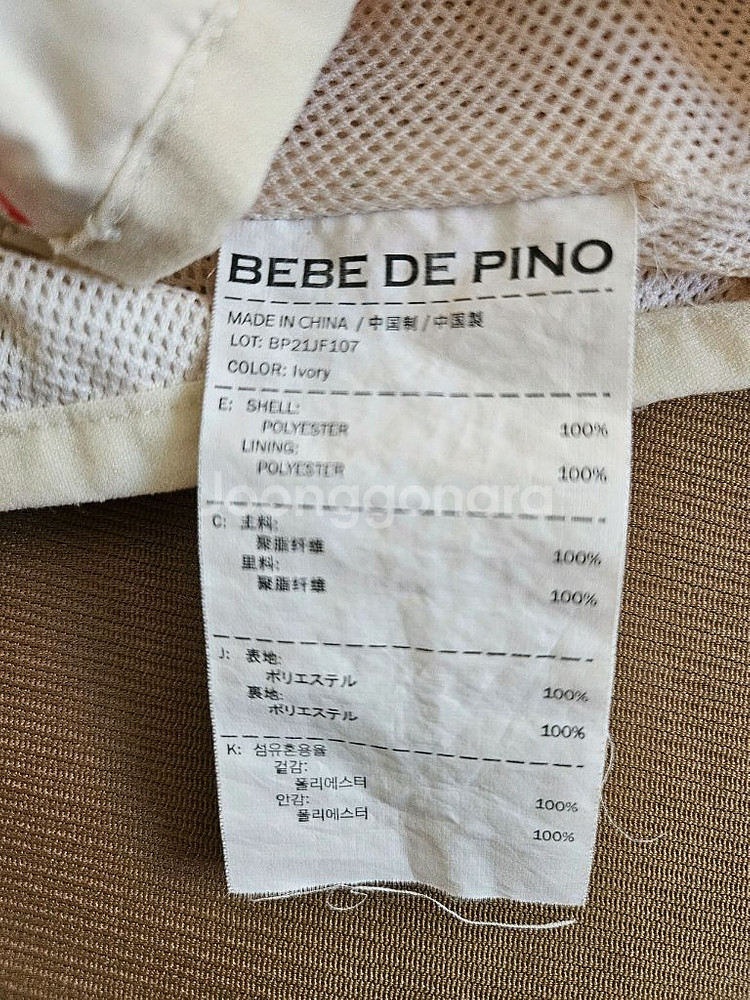 BEBE DE PINO
MADE IN CHINA / 中国制 / 中国製
LOT: BP21JF107
COLOR: Ivory
E: SHELL:
POLYESTER 100%
LINING:
POLYESTER 100%
loonggonara
C: 主料:
聚脂纤维 100%
里料:
聚脂纤维 100%
J: 表地:
ポリエステル 100%
裏地:
ポリエステル 100%
K: 섬유혼용율
겉감:
폴리에스터 100%
안감:
폴리에스터 100%